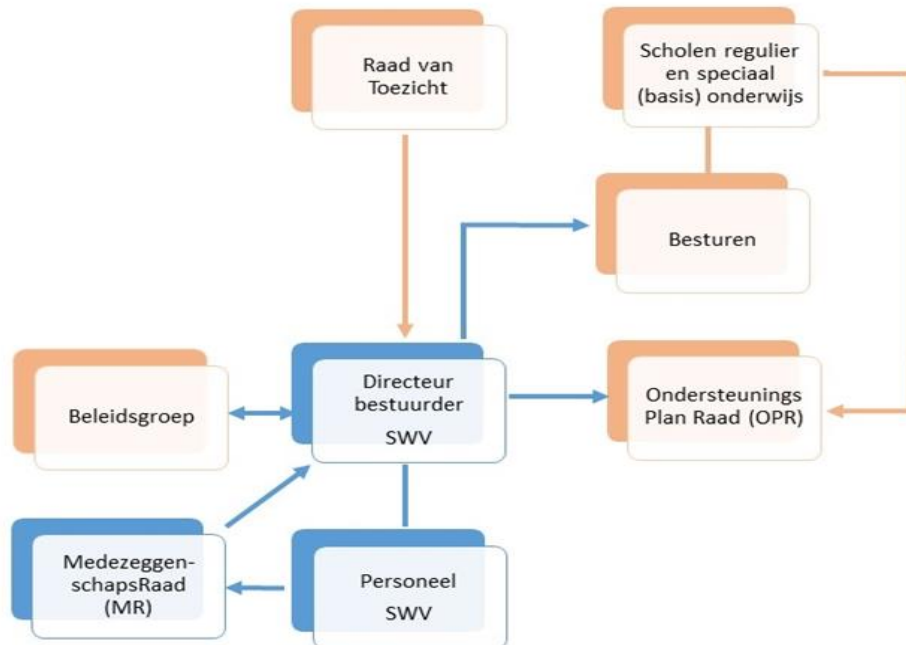 Raad van
Toezicht
Scholen regulier
en speciaal
(basis) onderwijs
Besturen
Beleidsgroep
Directeur
bestuurder
SWV
Ondersteunings
Plan Raad (OPR)
Medezeggen-
schapsRaad
(MR)
Personeel
SWV